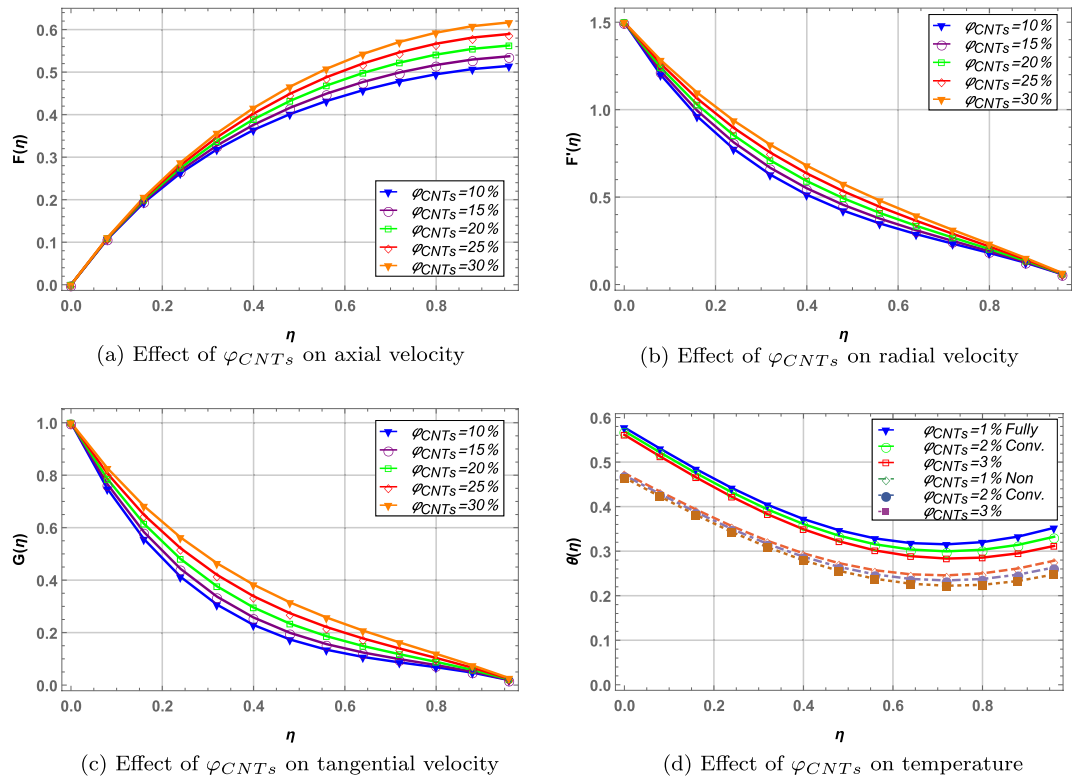 0.6
0.5
0.4
0.3
0.2
0.1
0.0
F(η)
φCNTs=10%
φCNTs=15%
φCNTs=20%
φCNTs=25%
φCNTs=30%
0.0 0.2 0.4 0.6 0.8
η
(a) Effect of φCNTs on axial velocity
1.5
1.0
0.5
0.0
F'(η)
φCNTs=10%
φCNTs=15%
φCNTs=20%
φCNTs=25%
φCNTs=30%
0.0 0.2 0.4 0.6 0.8
η
(b) Effect of φCNTs on radial velocity
1.0
0.8
0.6
0.4
0.2
0.0
G(η)
φCNTs=10%
φCNTs=15%
φCNTs=20%
φCNTs=25%
φCNTs=30%
0.0 0.2 0.4 0.6 0.8
η
(c) Effect of φCNTs on tangential velocity
0.6
0.5
0.4
0.3
0.2
0.1
0.0
θ(η)
φCNTs=1% Fully
φCNTs=2% Conv.
φCNTs=3%
φCNTs=1% Non
φCNTs=2% Conv.
φCNTs=3%
0.0 0.2 0.4 0.6 0.8
η
(d) Effect of φCNTs on temperature